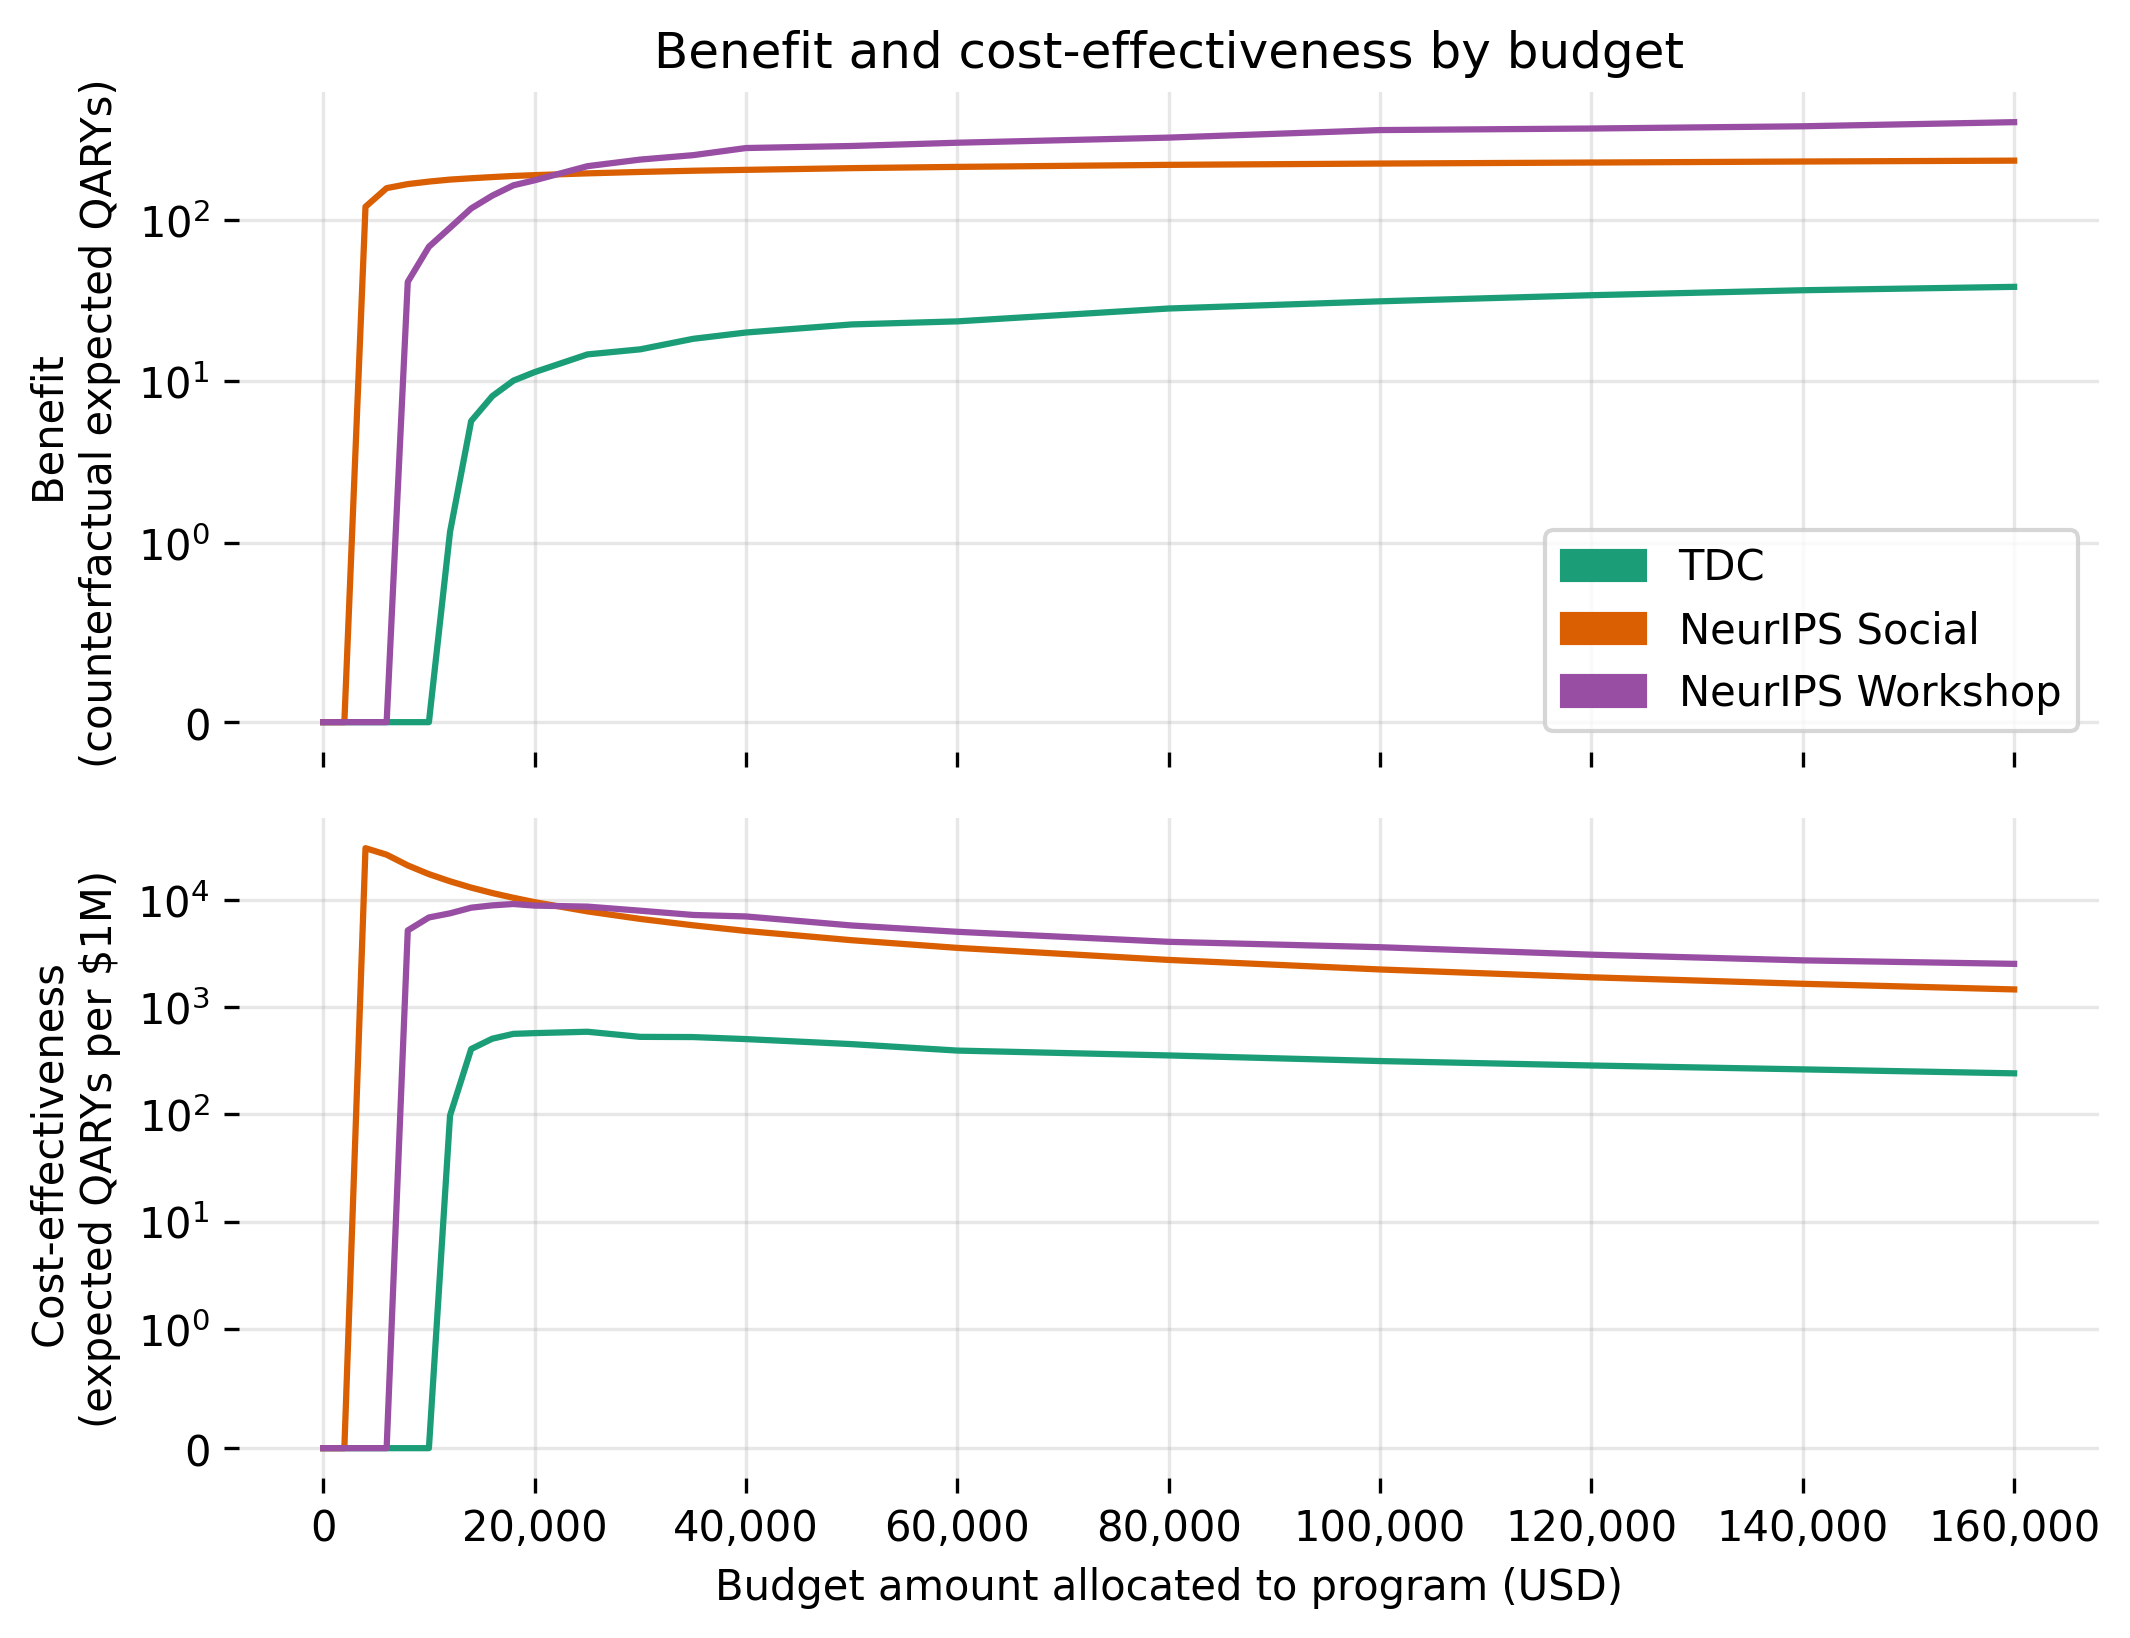 Benefit and cost-effectiveness by budget
Benefit
(counterfactual expected QARYs)
10²
10¹
10⁰
0
TDC
NeurIPS Social
NeurIPS Workshop
Cost-effectiveness
(expected QARYs per $1M)
10⁴
10³
10²
10¹
10⁰
0
0 20,000 40,000 60,000 80,000 100,000 120,000 140,000 160,000
Budget amount allocated to program (USD)